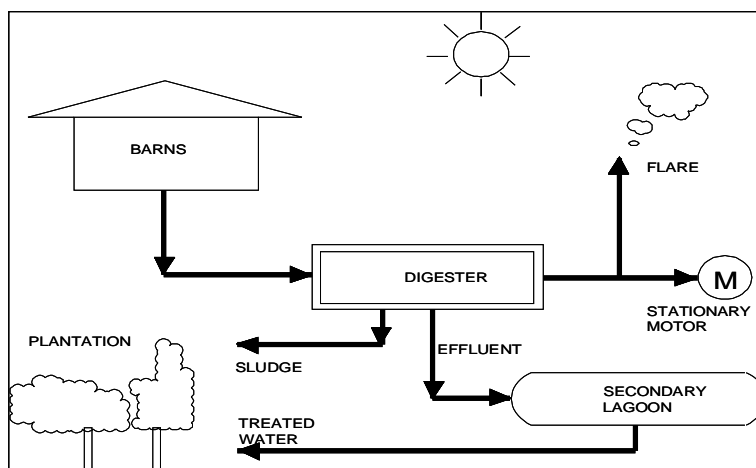 BARNS
FLARE
DIGESTER
M
STATIONARY
MOTOR
PLANTATION
SLUDGE
EFFLUENT
SECONDARY
LAGOON
TREATED
WATER